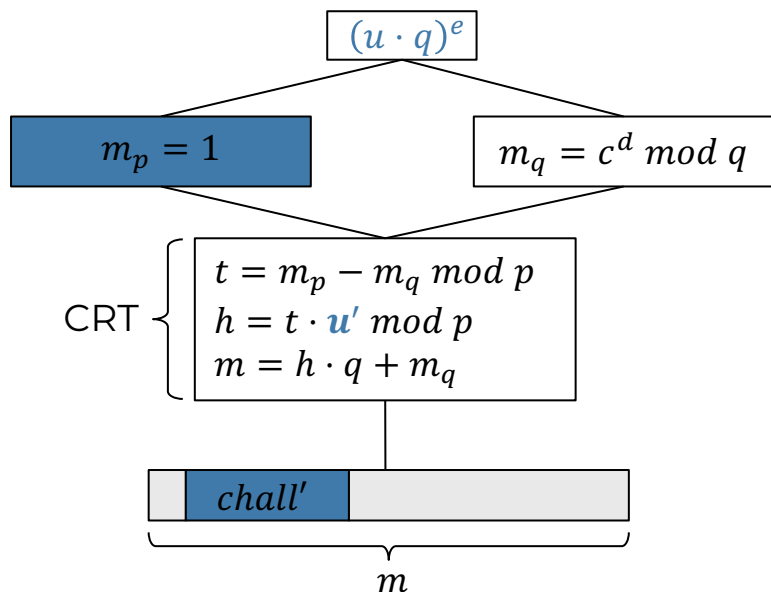 (u · q)^e
m_p = 1
m_q = c^d mod q
CRT
t = m_p − m_q mod p
h = t · u′ mod p
m = h · q + m_q
chall′
m